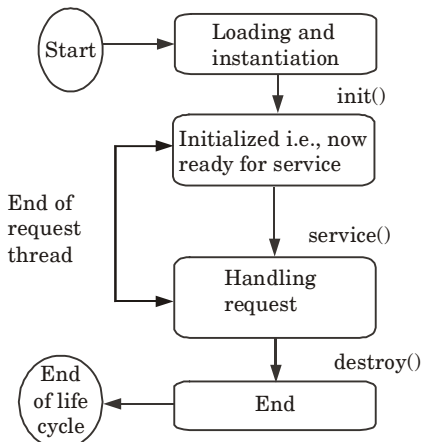 Start
Loading and
instantiation
init()
Initialized i.e., now
ready for service
End of
request
thread
service()
Handling
request
destroy()
End
of life
cycle
End